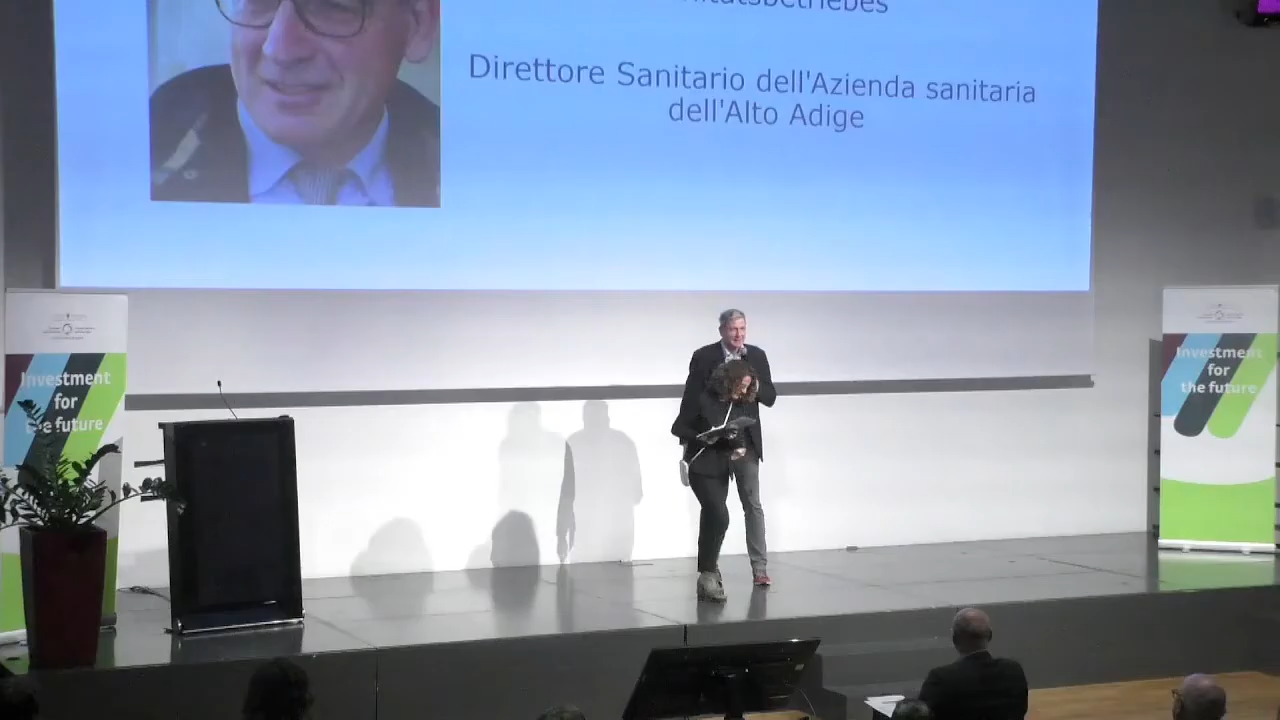 Direttore Sanitario dell'Azienda sanitaria
dell'Alto Adige
Investment
for
the future
Investment
for
the future